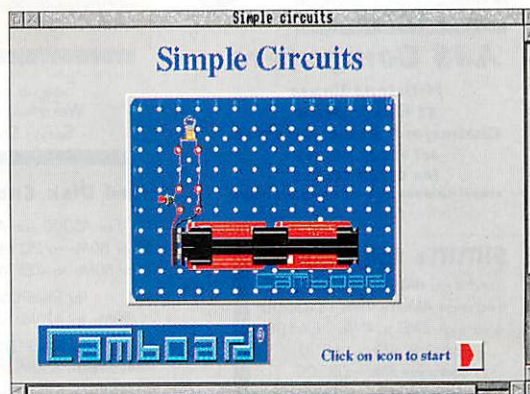 Simple circuits
Simple Circuits
Camboard
Camboard®
Click on icon to start